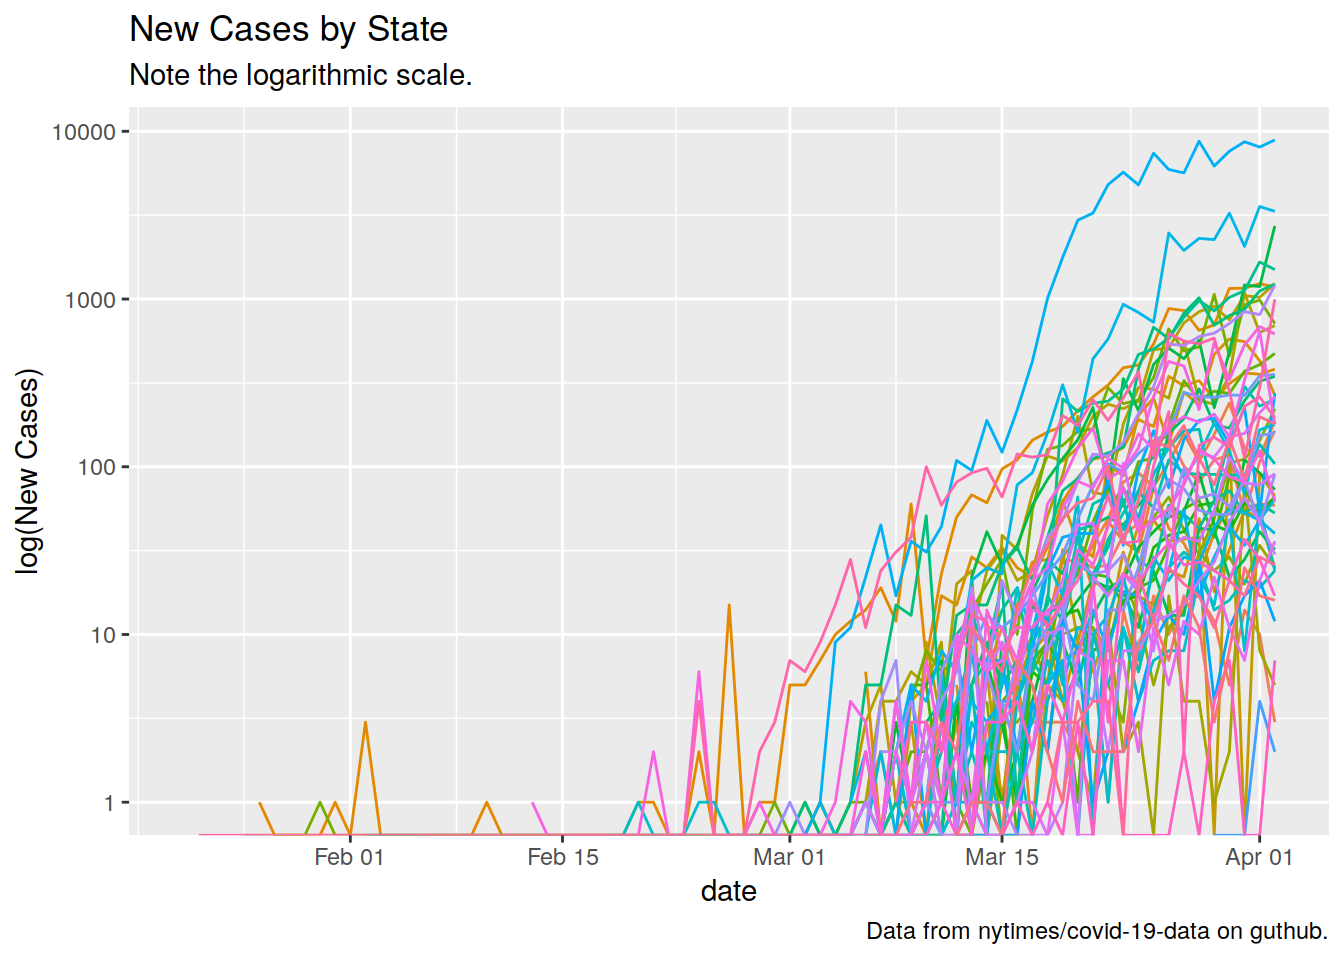 New Cases by State
Note the logarithmic scale.
10000
1000
100
10
1
log(New Cases)
Feb 01
Feb 15
Mar 01
Mar 15
Apr 01
date
Data from nytimes/covid-19-data on guthub.